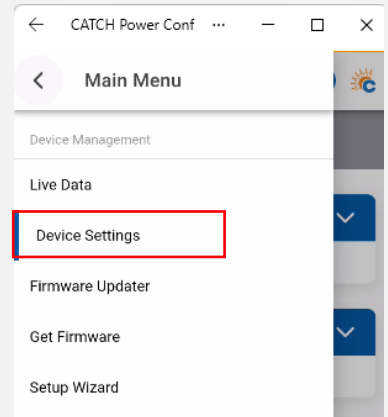 CATCH Power Conf ...
Main Menu
Device Management
Live Data
Device Settings
Firmware Updater
Get Firmware
Setup Wizard